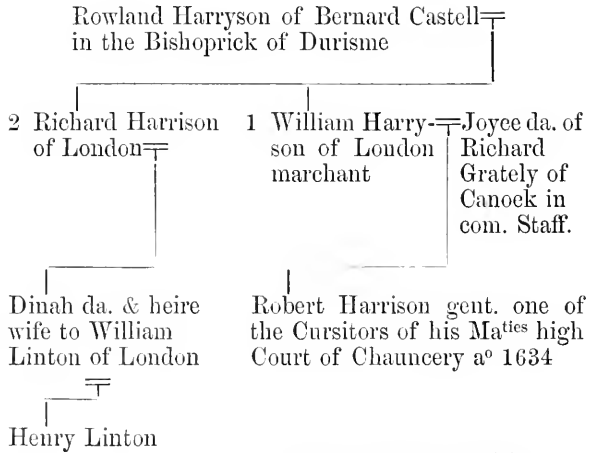 Rowland Harryson of Bernard Castell
in the Bishoprick of Durisme
2 Richard Harrison
of London
1 William Harry-
son of London
marchant
Joyce da. of
Richard
Grately of
Canock in
com. Staff.
Dinah da. & heire
wife to William
Linton of London
Robert Harrison gent. one of
the Cursitors of his Maties high
Court of Chauncery aº 1634
Henry Linton